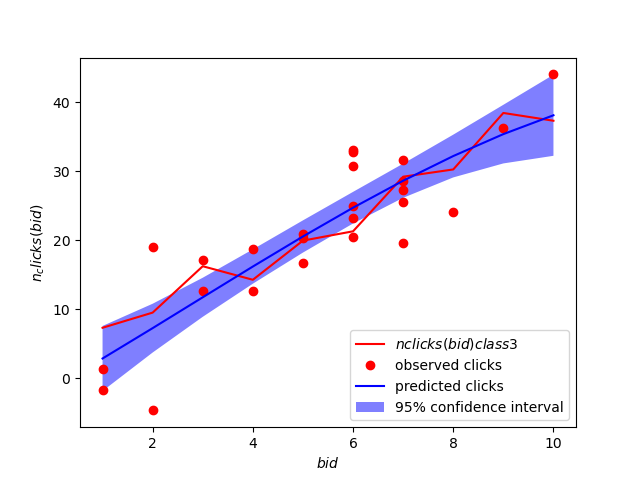 40
30
20
10
0
n_clicks(bid)
nclicks(bid)class3
observed clicks
predicted clicks
95% confidence interval
2 4 6 8 10
bid